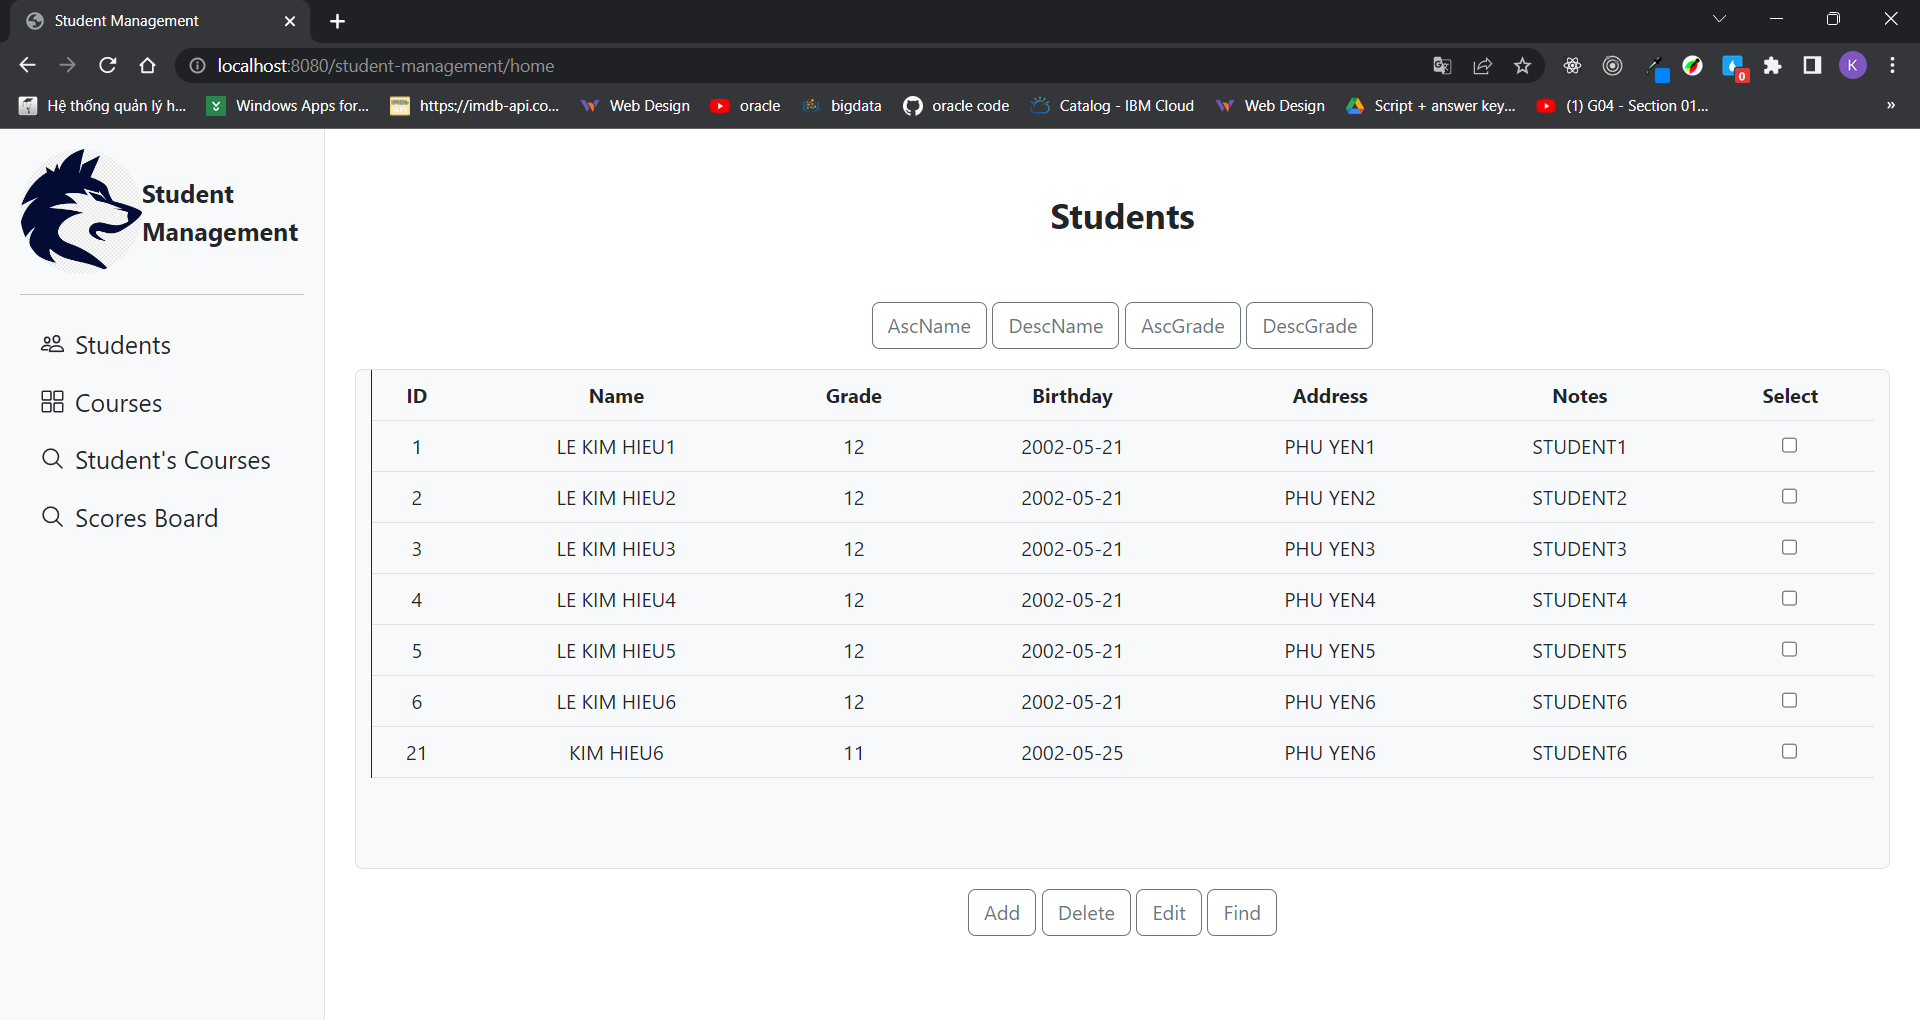 Student Management
localhost:8080/student-management/home
0
K
Hệ thống quản lý h... Windows Apps for... https://imdb-api.co... Web Design oracle bigdata oracle code Catalog - IBM Cloud Web Design Script + answer key... (1) G04 - Section 01... »
Student
Management
Students
Courses
Student's Courses
Scores Board
Students
AscName DescName AscGrade DescGrade
ID Name Grade Birthday Address Notes Select
1 LE KIM HIEU1 12 2002-05-21 PHU YEN1 STUDENT1
2 LE KIM HIEU2 12 2002-05-21 PHU YEN2 STUDENT2
3 LE KIM HIEU3 12 2002-05-21 PHU YEN3 STUDENT3
4 LE KIM HIEU4 12 2002-05-21 PHU YEN4 STUDENT4
5 LE KIM HIEU5 12 2002-05-21 PHU YEN5 STUDENT5
6 LE KIM HIEU6 12 2002-05-21 PHU YEN6 STUDENT6
21 KIM HIEU6 11 2002-05-25 PHU YEN6 STUDENT6
Add Delete Edit Find